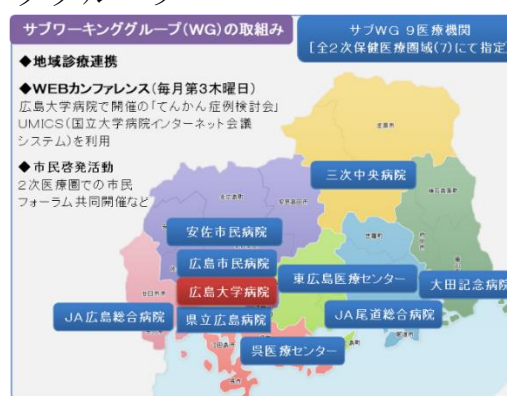 サブワーキンググループ(WG)の取組み
サブWG 9医療機関
[全2次保健医療圏域(7)にて指定]
◆地域診療連携
◆WEBカンファレンス(毎月第3木曜日)
広島大学病院で開催の「てんかん症例検討会」
UMICS(国立大学病院インターネット会議
システム)を利用
◆市民啓発活動
2次医療圏での市民
フォーラム共同開催など
三次中央病院
安佐市民病院
広島市民病院
東広島医療センター
大田記念病院
広島大学病院
JA広島総合病院
県立広島病院
JA尾道総合病院
呉医療センター